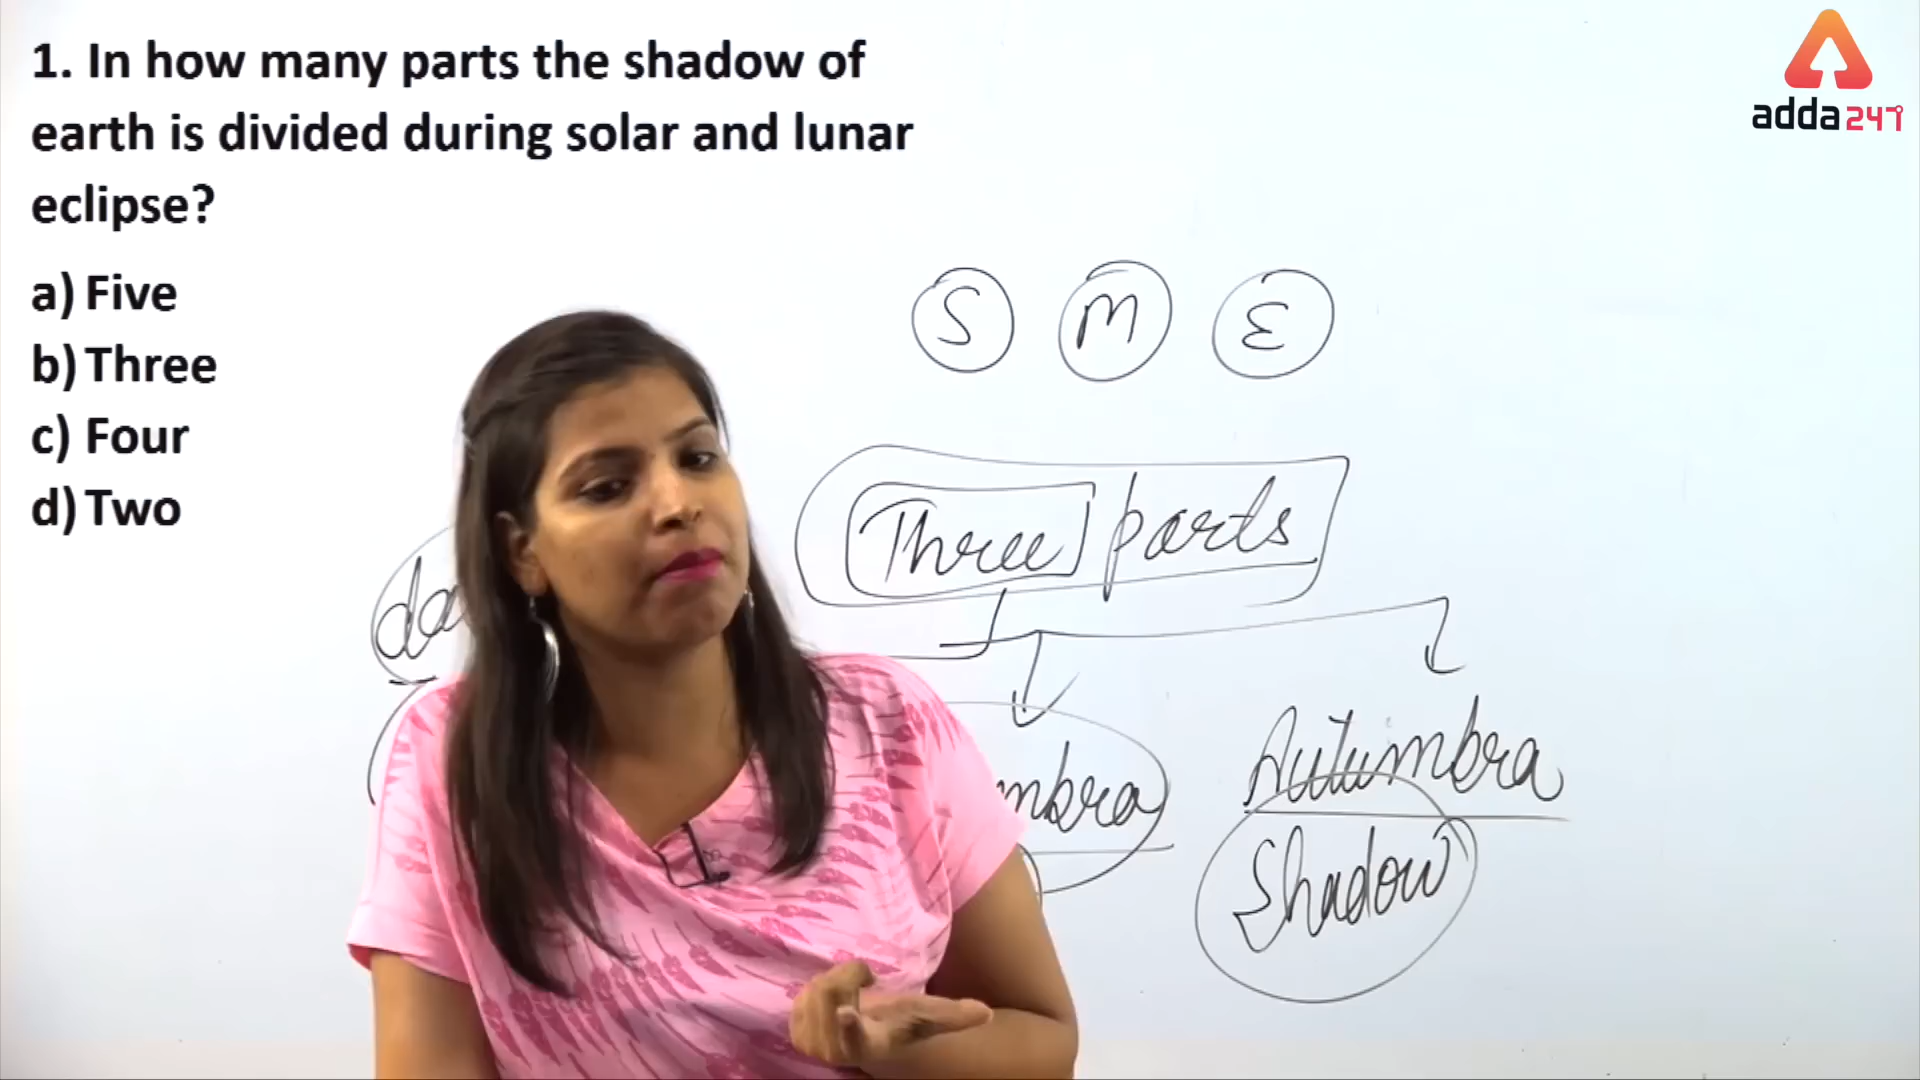 1. In how many parts the shadow of
earth is divided during solar and lunar
eclipse?
a) Five
b) Three
c) Four
d) Two
adda247
S M E
Three parts
Autumbra
Shadow